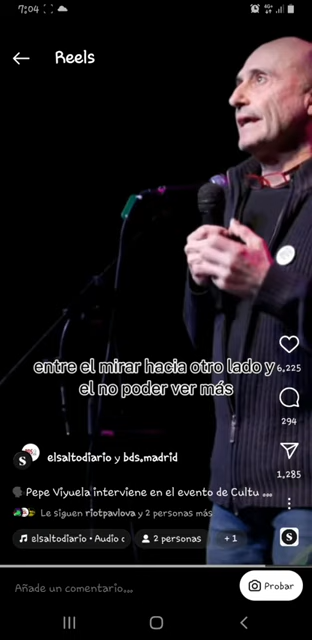 7:04
4G+
Reels
entre el mirar hacia otro lado y
el no poder ver más
6,225
294
1,285
elsaltodiario y bds.madrid
Pepe Viyuela interviene en el evento de Cultu ...
Le siguen riotpavlova y 2 personas más
elsaltodiario • Audio o
2 personas
+1
S
S
Añade un comentario...
Probar